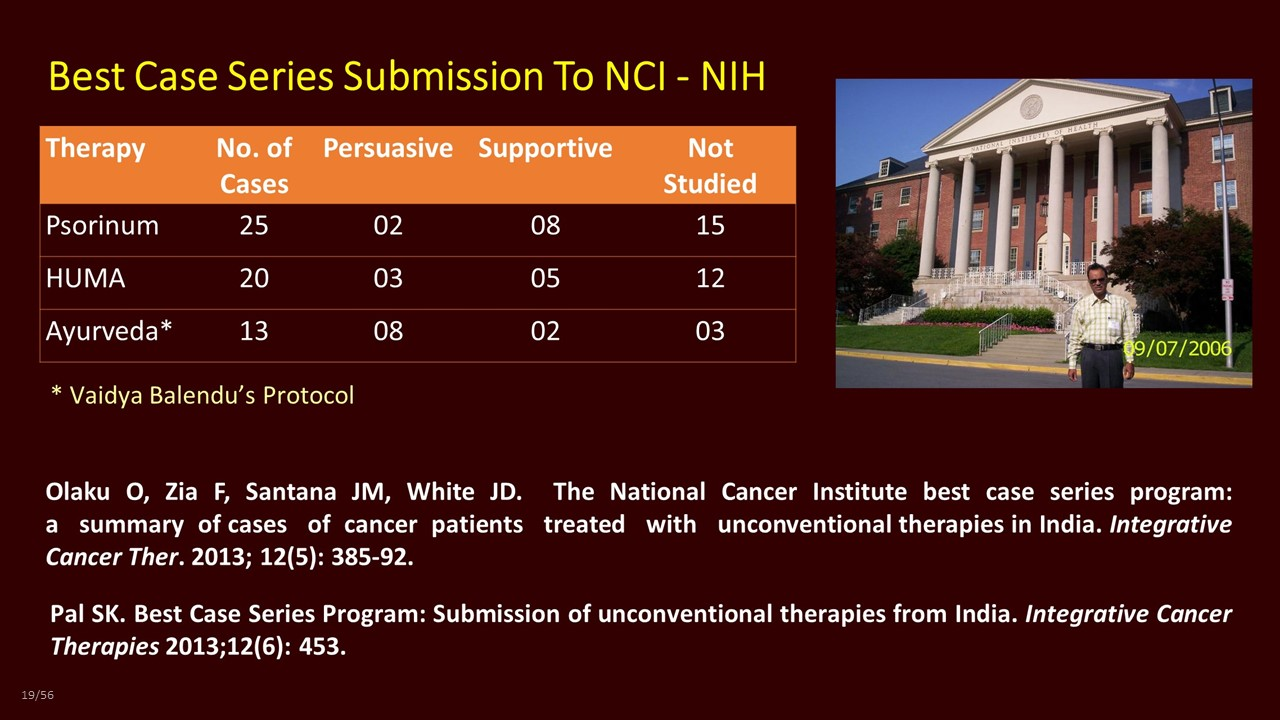 Best Case Series Submission To NCI - NIH
Therapy No. of Cases Persuasive Supportive Not Studied
Psorinum 25 02 08 15
HUMA 20 03 05 12
Ayurveda* 13 08 02 03
* Vaidya Balendu’s Protocol
NATIONAL INSTITUTES OF HEALTH
09/07/2006
Olaku O, Zia F, Santana JM, White JD. The National Cancer Institute best case series program:
a summary of cases of cancer patients treated with unconventional therapies in India. Integrative
Cancer Ther. 2013; 12(5): 385-92.
Pal SK. Best Case Series Program: Submission of unconventional therapies from India. Integrative Cancer
Therapies 2013;12(6): 453.
19/56